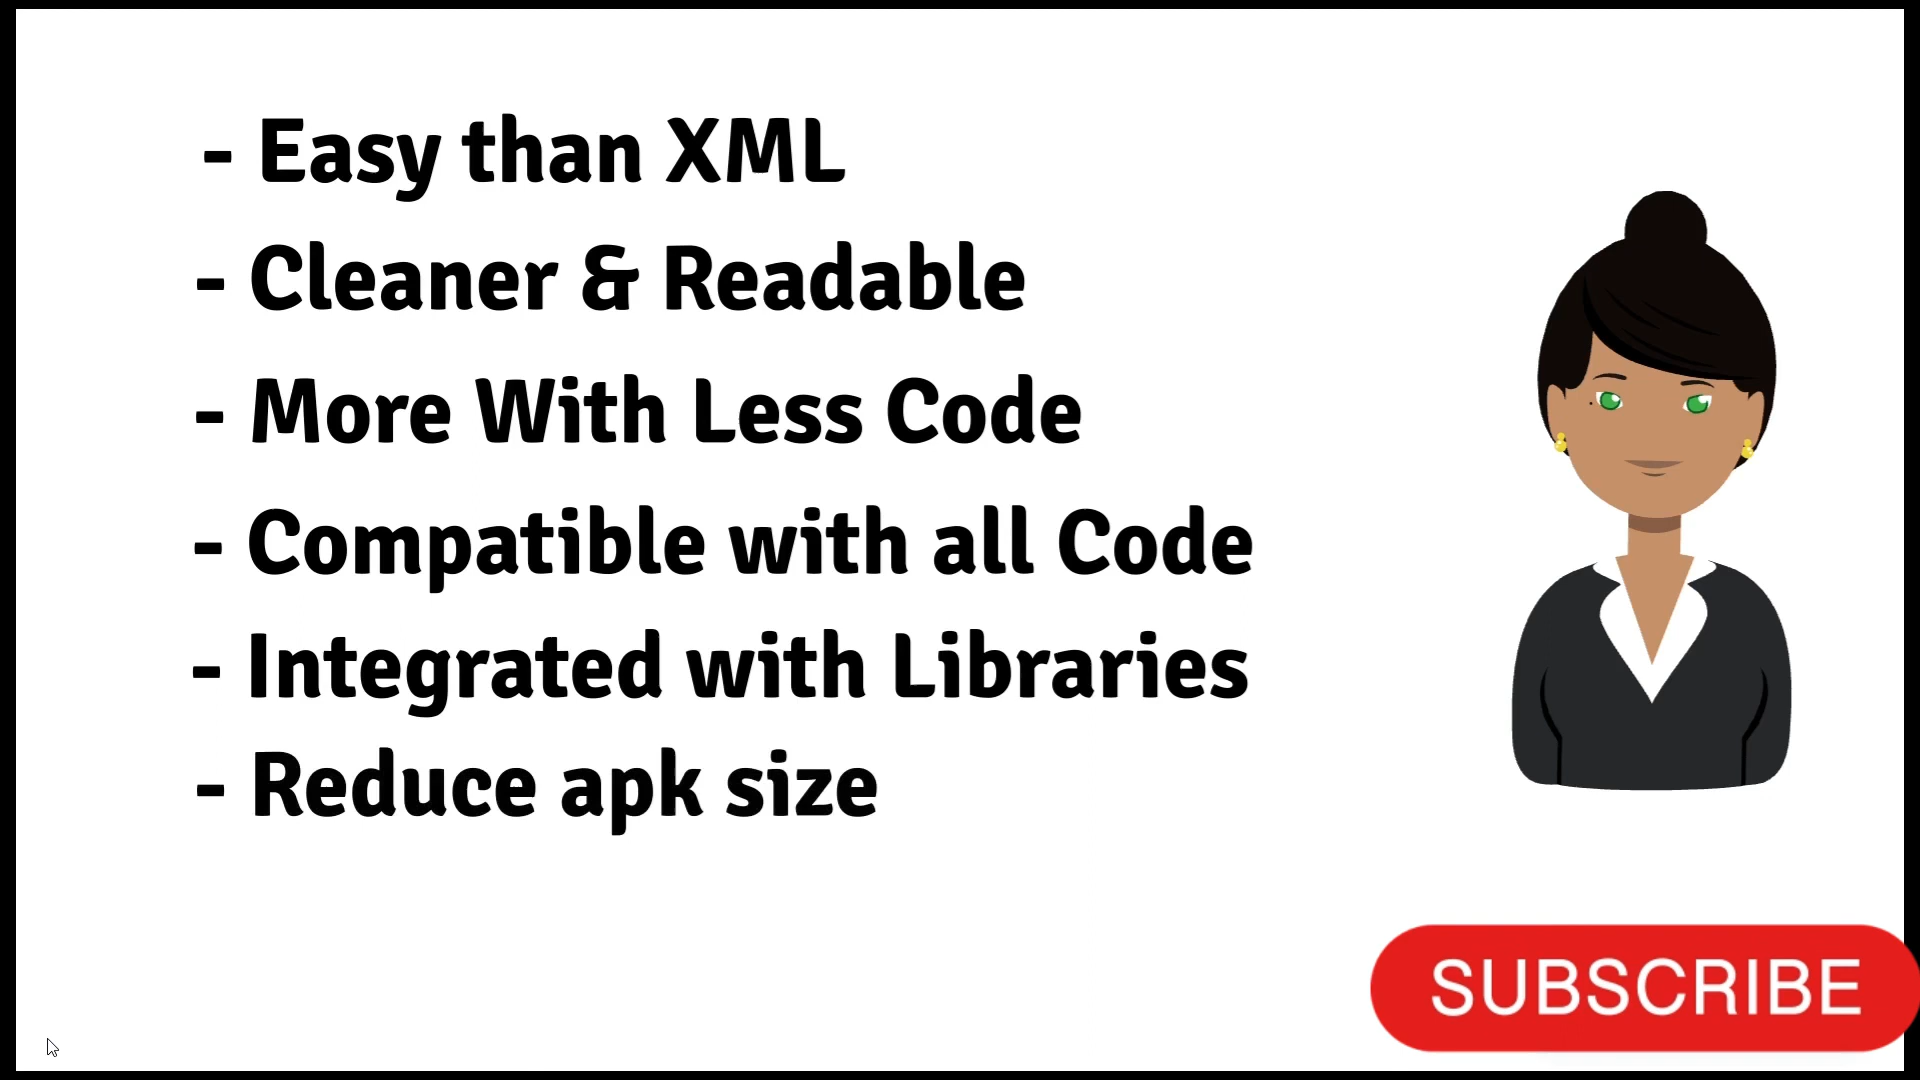 - Easy than XML
- Cleaner & Readable
- More With Less Code
- Compatible with all Code
- Integrated with Libraries
- Reduce apk size
SUBSCRIBE